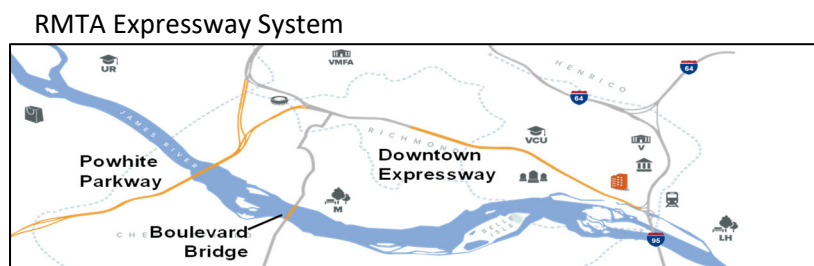 RMTA Expressway System
UR
VMFA
HENRICO
64
64
JAMES RIVER
RICHMOND
VCU
V
Powhite
Parkway
Downtown
Expressway
M
Boulevard
Bridge
CHE
BELLE
ISLE
LH
95